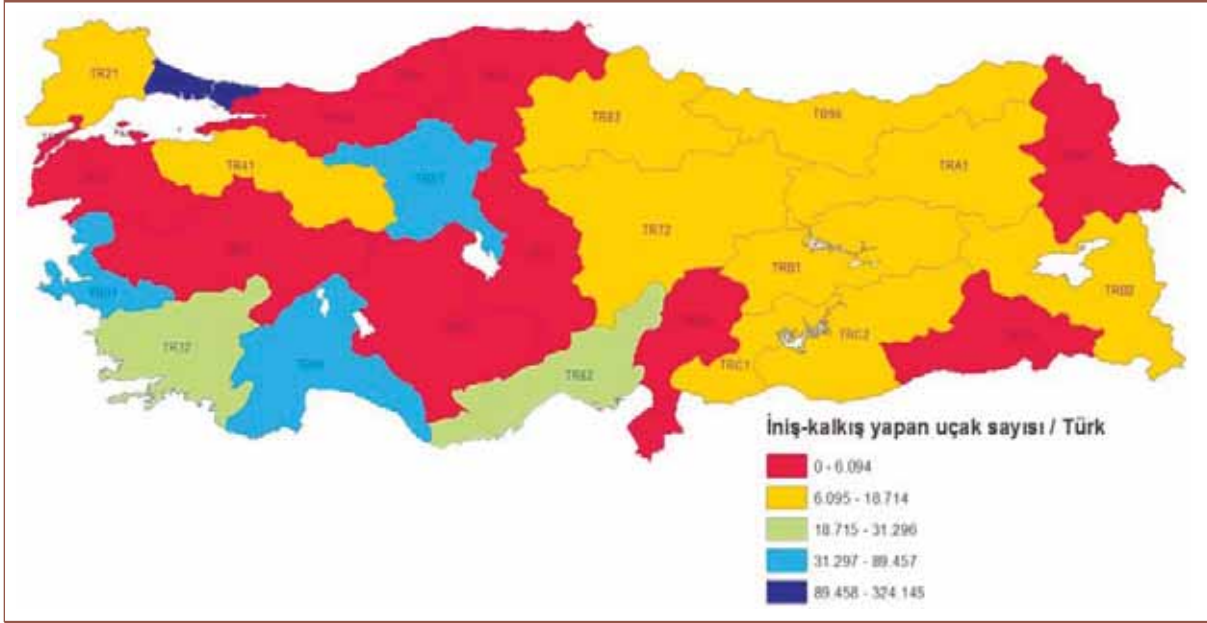 TR21
TR83
TR90
TRA1
TR41
TR51
TR72
TRB1
TRB2
TR31
TR32
TR61
TR62
TRC1
TRC2
İniş-kalkış yapan uçak sayısı / Türk
0 - 6.094
6.095 - 18.714
18.715 - 31.296
31.297 - 89.457
89.458 - 324.145